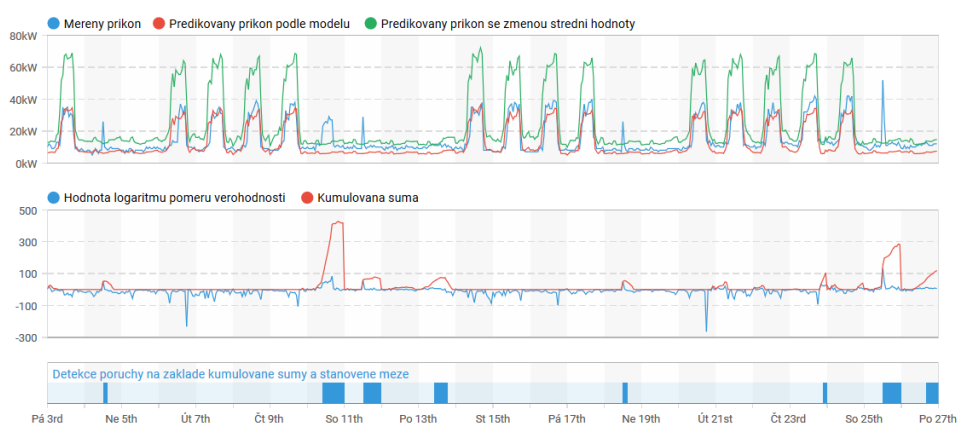 Mereny prikon Predikovany prikon podle modelu Predikovany prikon se zmenou stredni hodnoty
80kW
60kW
40kW
20kW
0kW
Hodnota logaritmu pomeru verohodnosti Kumulovana suma
500
300
100
-100
-300
Detekce poruchy na zaklade kumulovane sumy a stanovene meze
Pá 3rd Ne 5th Út 7th Čt 9th So 11th Po 13th St 15th Pá 17th Ne 19th Út 21st Čt 23rd So 25th Po 27th